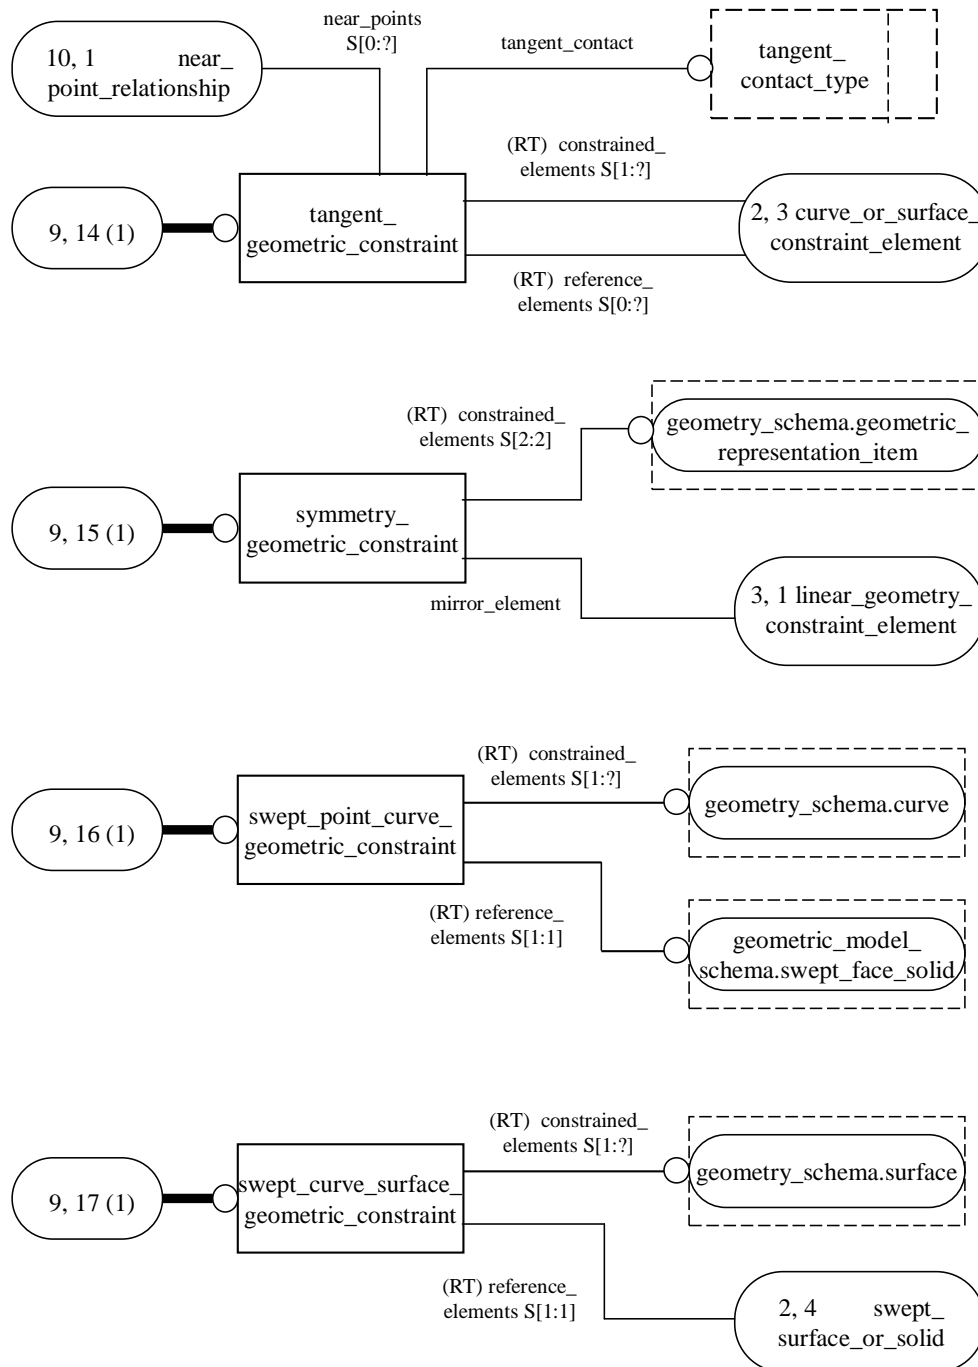 near_points
S[0:?]
10, 1 near_
point_relationship
tangent_contact
tangent_
contact_type
(RT) constrained_
elements S[1:?]
9, 14 (1)
tangent_
geometric_constraint
2, 3 curve_or_surface_
constraint_element
(RT) reference_
elements S[0:?]
(RT) constrained_
elements S[2:2]
geometry_schema.geometric_
representation_item
9, 15 (1)
symmetry_
geometric_constraint
mirror_element
3, 1 linear_geometry_
constraint_element
(RT) constrained_
elements S[1:?]
geometry_schema.curve
9, 16 (1)
swept_point_curve_
geometric_constraint
(RT) reference_
elements S[1:1]
geometric_model_
schema.swept_face_solid
(RT) constrained_
elements S[1:?]
geometry_schema.surface
9, 17 (1)
swept_curve_surface_
geometric_constraint
(RT) reference_
elements S[1:1]
2, 4 swept_
surface_or_solid